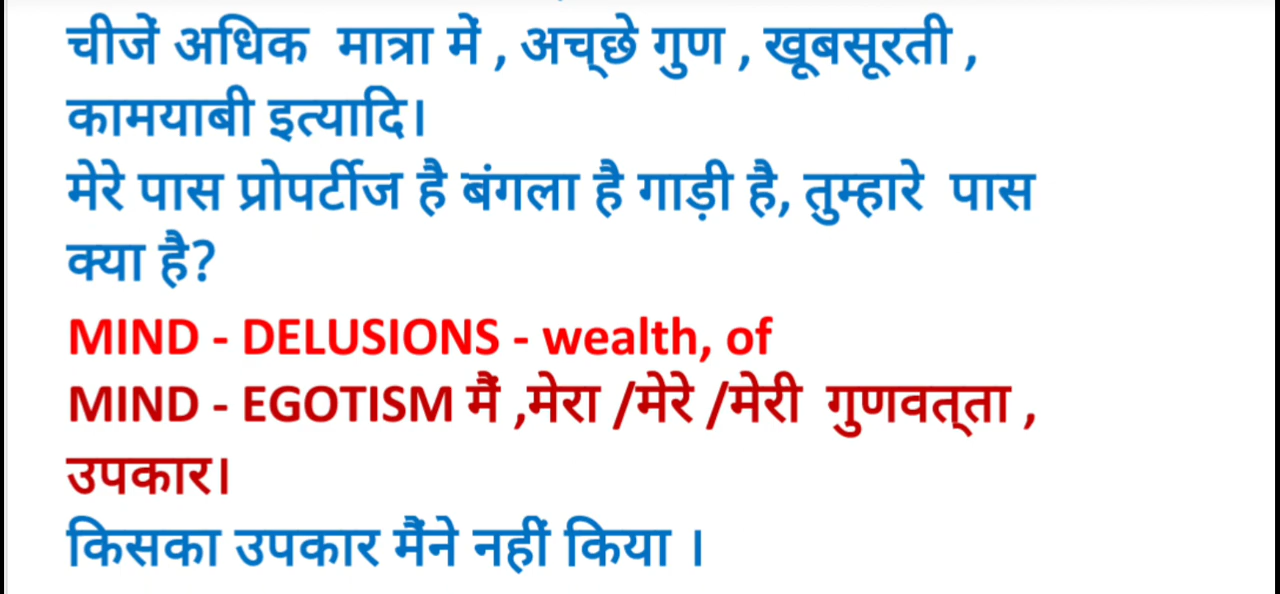 चीजें अधिक मात्रा में , अच्छे गुण , खूबसूरती ,
कामयाबी इत्यादि।
मेरे पास प्रोपर्टीज है बंगला है गाड़ी है, तुम्हारे पास
क्या है?
MIND - DELUSIONS - wealth, of
MIND - EGOTISM मैं ,मेरा /मेरे /मेरी गुणवत्ता ,
उपकार।
किसका उपकार मैंने नहीं किया ।